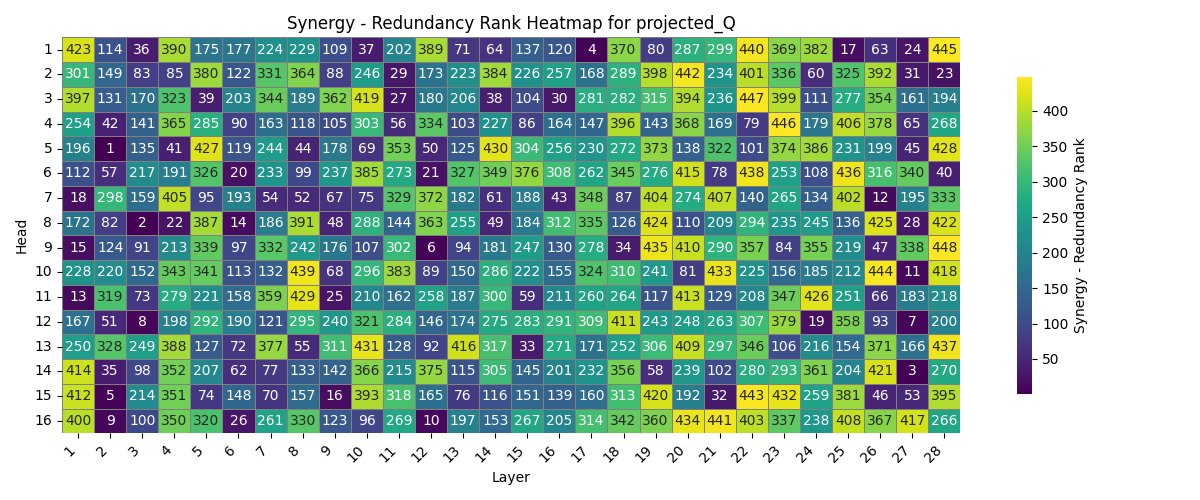 Synergy - Redundancy Rank Heatmap for projected_Q
1 423 114 36 390 175 177 224 229 109 37 202 389 71 64 137 120 4 370 80 287 299 440 369 382 17 63 24 445
2 301 149 83 85 380 122 331 364 88 246 29 173 223 384 226 257 168 289 398 442 234 401 336 60 325 392 31 23
3 397 131 170 323 39 203 344 189 362 419 27 180 206 38 104 30 281 282 315 394 236 447 399 111 277 354 161 194
4 254 42 141 365 285 90 163 118 105 303 56 334 103 227 86 164 147 396 143 368 169 79 446 179 406 378 65 268
5 196 1 135 41 427 119 244 44 178 69 353 50 125 430 304 256 230 272 373 138 322 101 374 386 231 199 45 428
6 112 57 217 191 326 20 233 99 237 385 273 21 327 349 376 308 262 345 276 415 78 438 253 108 436 316 340 40
7 18 298 159 405 95 193 54 52 67 75 329 372 182 61 188 43 348 87 404 274 407 140 265 134 402 12 195 333
8 172 82 2 22 387 14 186 391 48 288 144 363 255 49 184 312 335 126 424 110 209 294 235 245 136 425 28 422
9 15 124 91 213 339 97 332 242 176 107 302 6 94 181 247 130 278 34 435 410 290 357 84 355 219 47 338 448
10 228 220 152 343 341 113 132 439 68 296 383 89 150 286 222 155 324 310 241 81 433 225 156 185 212 444 11 418
11 13 319 73 279 221 158 359 429 25 210 162 258 187 300 59 211 260 264 117 413 129 208 347 426 251 66 183 218
12 167 51 8 198 292 190 121 295 240 321 284 146 174 275 283 291 309 411 243 248 263 307 379 19 358 93 7 200
13 250 328 249 388 127 72 377 55 311 431 128 92 416 317 33 271 171 252 306 409 297 346 106 216 154 371 166 437
14 414 35 98 352 207 62 77 133 142 366 215 375 115 305 145 201 232 356 58 239 102 280 293 361 204 421 3 270
15 412 5 214 351 74 148 70 157 16 393 318 165 76 116 151 139 160 313 420 192 32 443 432 259 381 46 53 395
16 400 9 100 350 320 26 261 330 123 96 269 10 197 153 267 205 314 342 360 434 441 403 337 238 408 367 417 266
1 2 3 4 5 6 7 8 9 10 11 12 13 14 15 16 17 18 19 20 21 22 23 24 25 26 27 28
Layer
Head
400
350
300
250
200
150
100
50
Synergy - Redundancy Rank